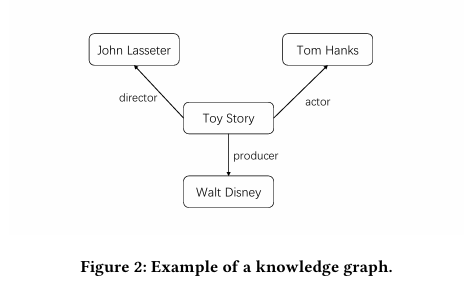 John Lasseter
Tom Hanks
director
actor
Toy Story
producer
Walt Disney
Figure 2: Example of a knowledge graph.